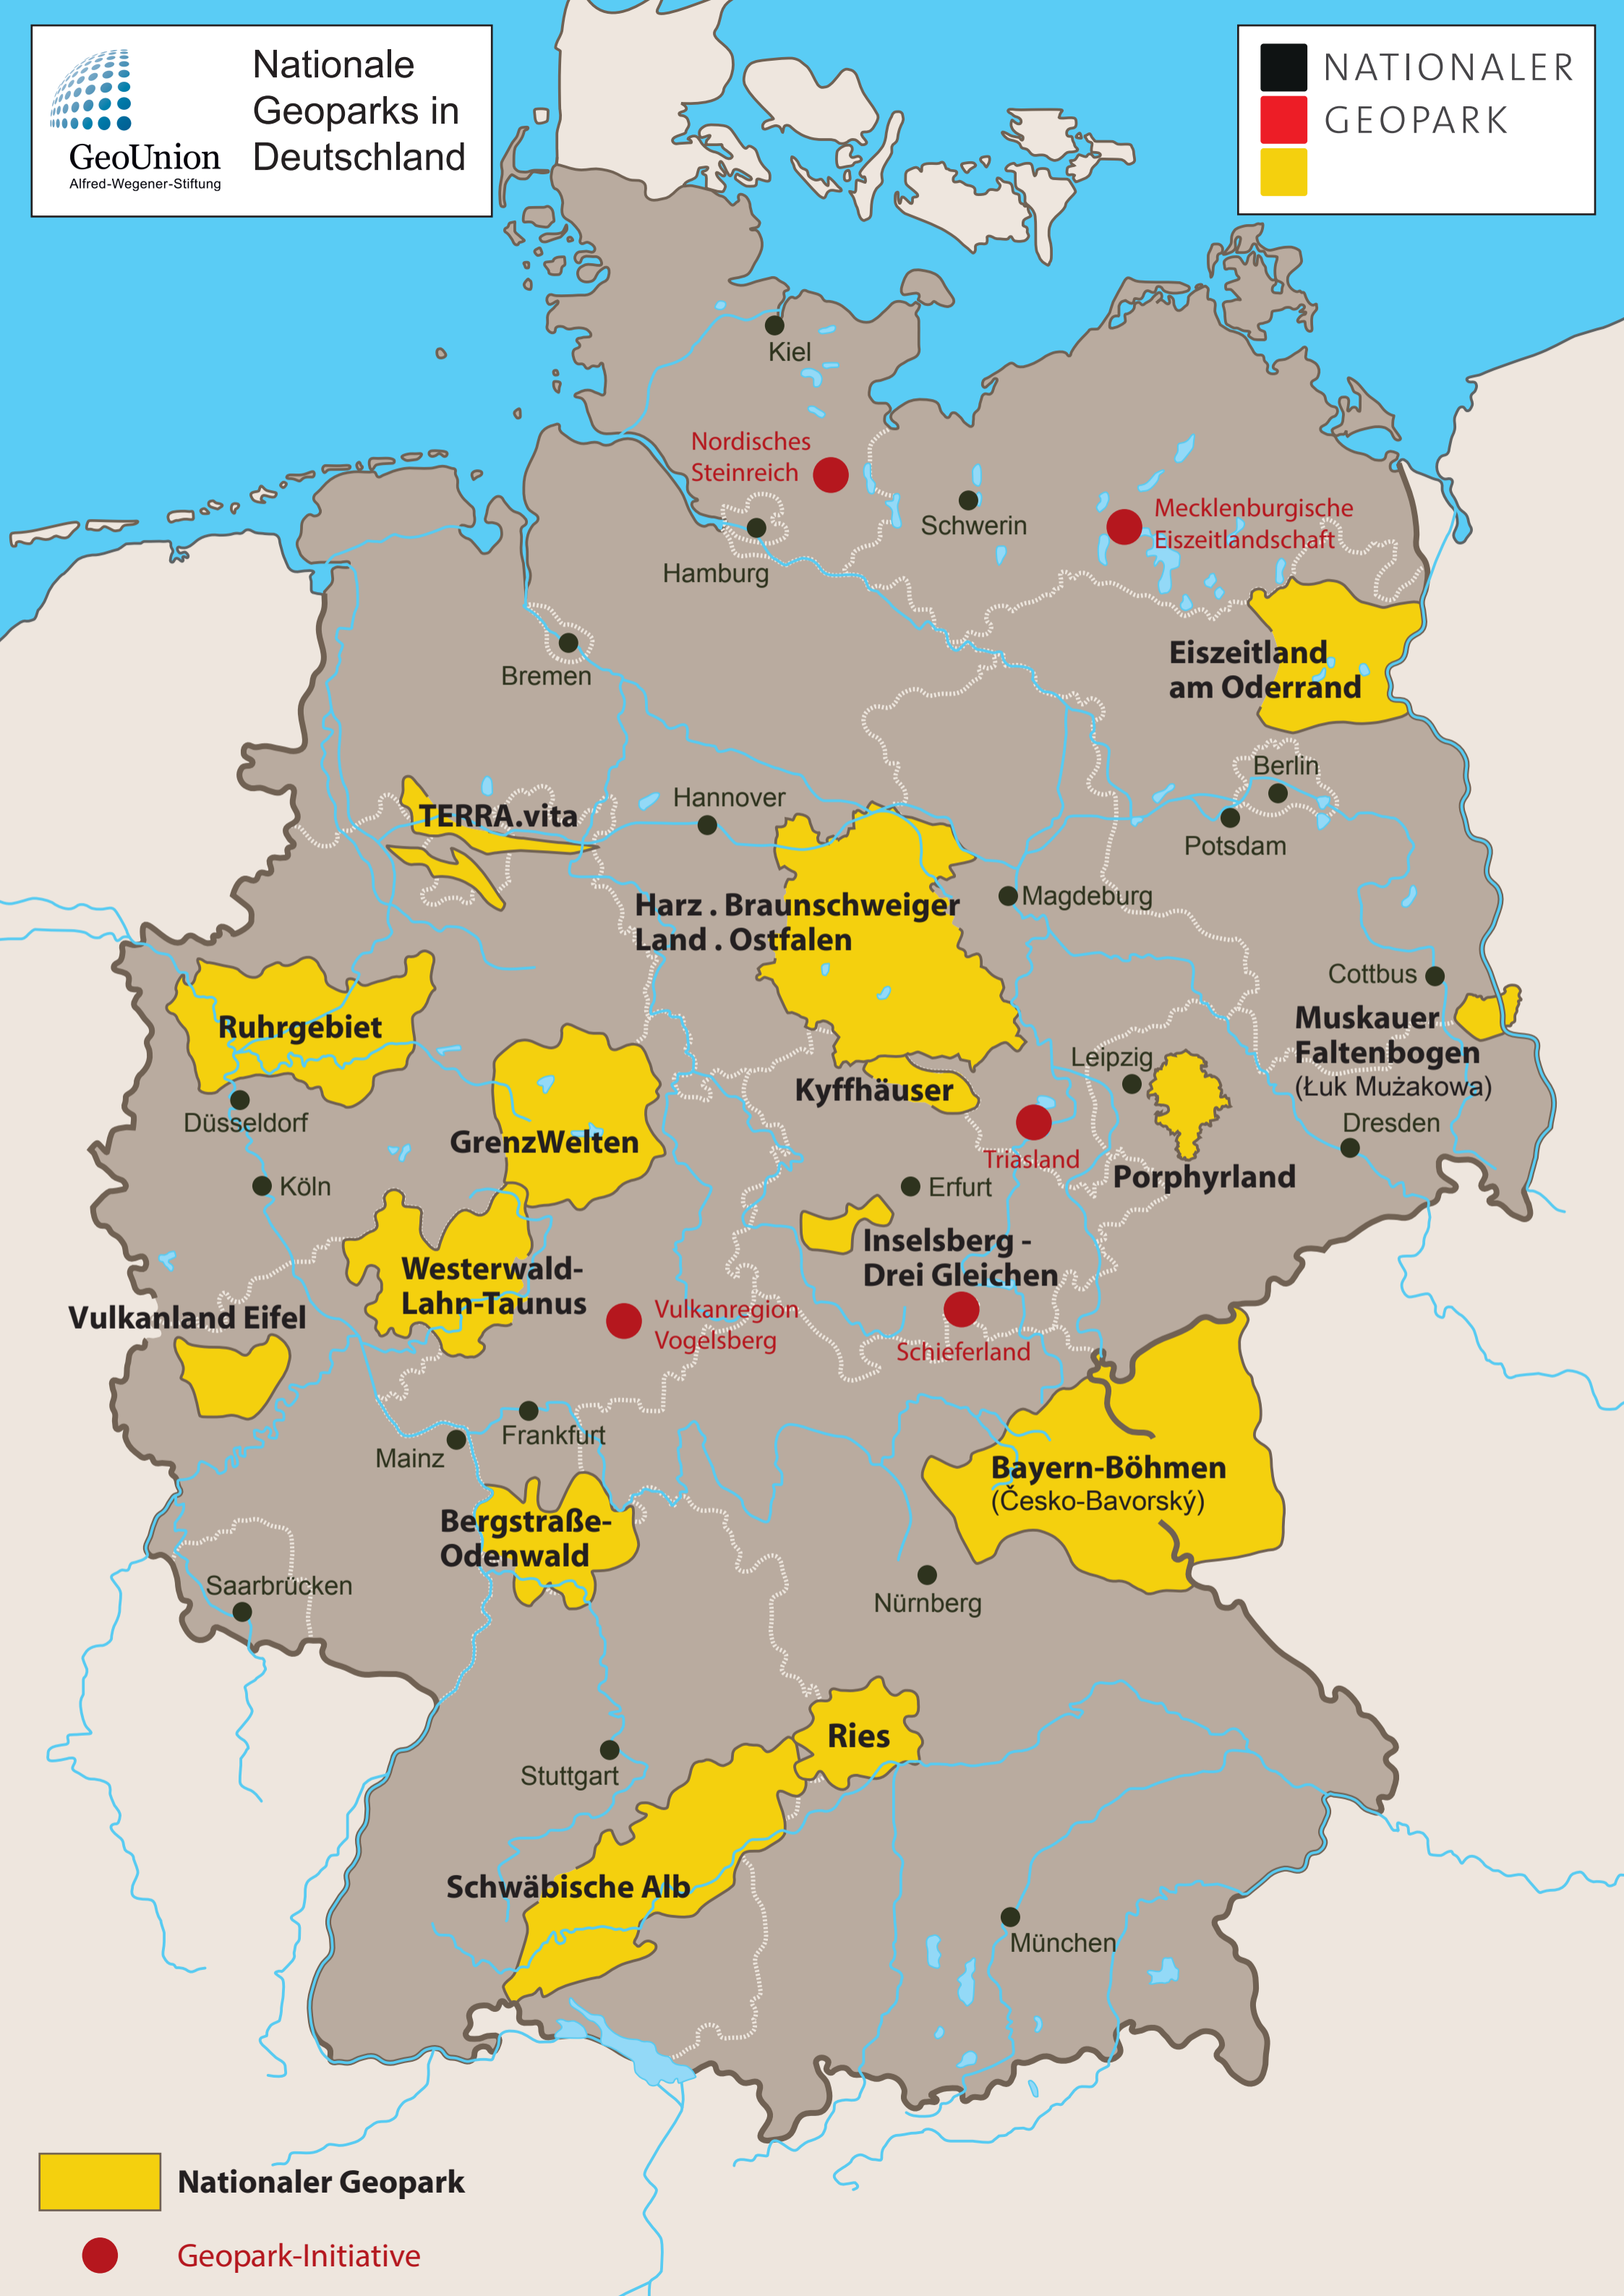 GeoUnion
Alfred-Wegener-Stiftung
Nationale
Geoparks in
Deutschland
NATIONALER
GEOPARK
Kiel
Nordisches
Steinreich
Schwerin
Mecklenburgische
Eiszeitlandschaft
Hamburg
Bremen
Eiszeitland
am Oderrand
Berlin
TERRA.vita
Hannover
Potsdam
Magdeburg
Harz . Braunschweiger
Land . Ostfalen
Cottbus
Ruhrgebiet
Muskauer
Faltenbogen
(Łuk Mużakowa)
Leipzig
Kyffhäuser
Düsseldorf
Dresden
GrenzWelten
Triasland
Porphyrland
Köln
Erfurt
Inselsberg -
Drei Gleichen
Westerwald-
Lahn-Taunus
Vulkanland Eifel
Vulkanregion
Vogelsberg
Schieferland
Frankfurt
Mainz
Bayern-Böhmen
(Česko-Bavorský)
Bergstraße-
Odenwald
Saarbrücken
Nürnberg
Ries
Stuttgart
Schwäbische Alb
München
Nationaler Geopark
Geopark-Initiative